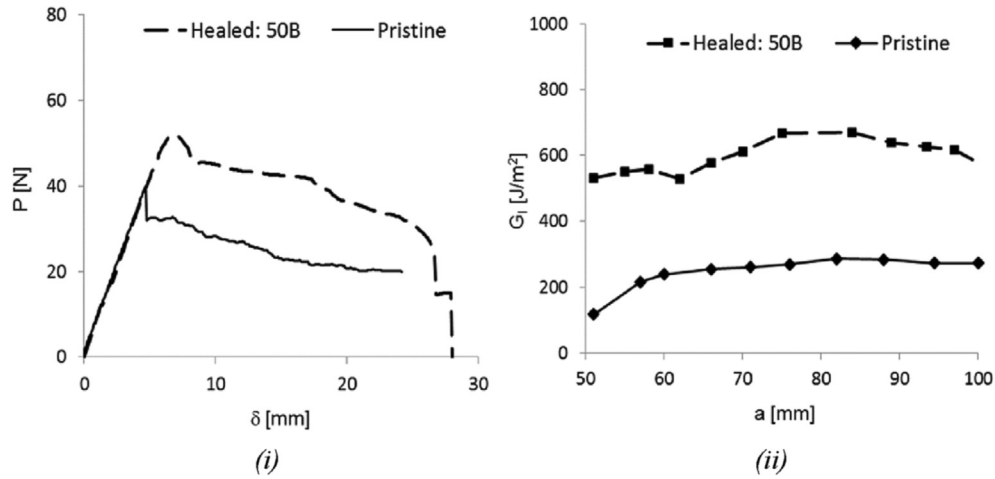 Healed: 50B Pristine
80
60
40
20
0
P [N]
0 10 20 30
δ [mm]
(i)
Healed: 50B Pristine
1000
800
600
400
200
0
G_I [J/m²]
50 60 70 80 90 100
a [mm]
(ii)